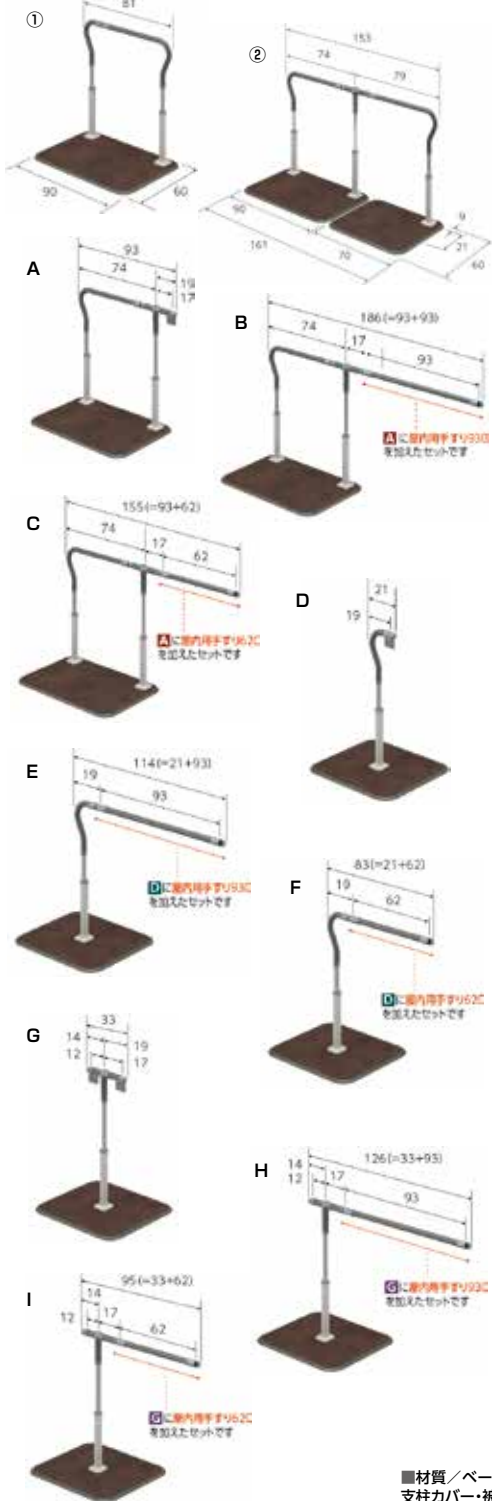 ①
81
90
60
②
153
74 79
90
161
70
9
21
60
A
93
74
19
17
B
186(=93+93)
74 17 93
Aに屋内用手すり93C
を加えたセットです
C
155(=93+62)
74 17 62
Aに屋内用手すり62C
を加えたセットです
D
21
19
E
114(=21+93)
19 93
Dに屋内用手すり93C
を加えたセットです
F
83(=21+62)
19 62
Dに屋内用手すり62C
を加えたセットです
G
33
14 19
12 17
H
126(=33+93)
14
12 17 93
Gに屋内用手すり93C
を加えたセットです
I
95(=33+62)
14
12 17 62
Gに屋内用手すり62C
を加えたセットです
■材質／ベー
支柱カバー・